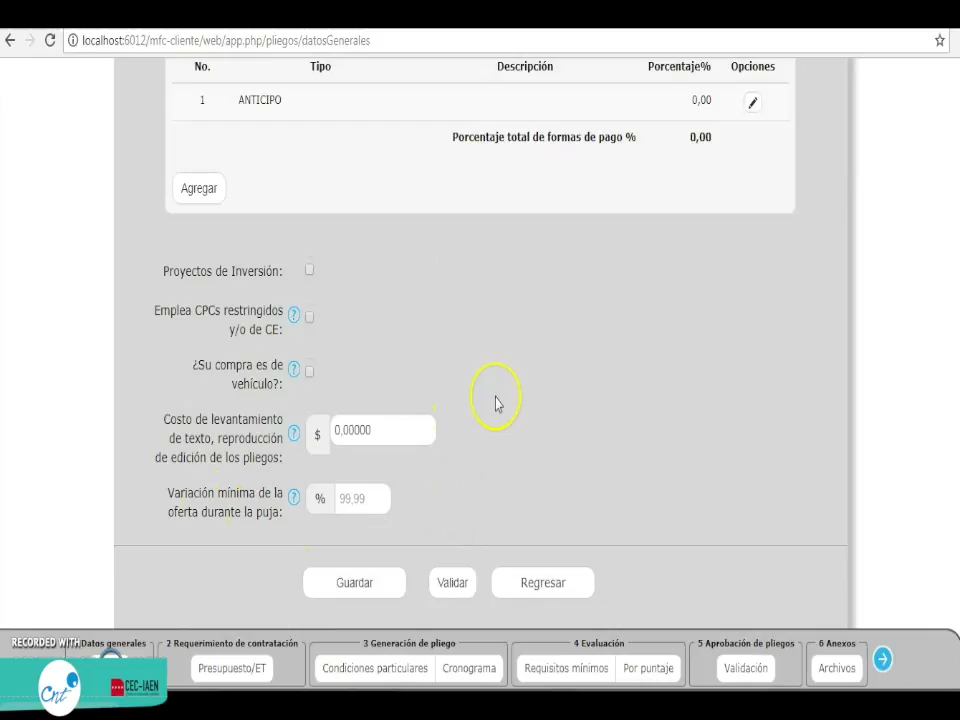 localhost:6012/mfc-cliente/web/app.php/pliegos/datosGenerales
No. Tipo Descripción Porcentaje% Opciones
1 ANTICIPO 0,00
Porcentaje total de formas de pago % 0,00
Agregar
Proyectos de Inversión:
Emplea CPCs restringidos
y/o de CE:
¿Su compra es de
vehículo?:
Costo de levantamiento
de texto, reproducción
de edición de los pliegos:
$ 0,00000
Variación mínima de la
oferta durante la puja:
% 99,99
Guardar Validar Regresar
RECORDED WITH
Datos generales 2 Requerimiento de contratación 3 Generación de pliego 4 Evaluación 5 Aprobación de pliegos 6 Anexos
Presupuesto/ET Condiciones particulares Cronograma Requisitos mínimos Por puntaje Validación Archivos
Cnt
CEC-IAEN